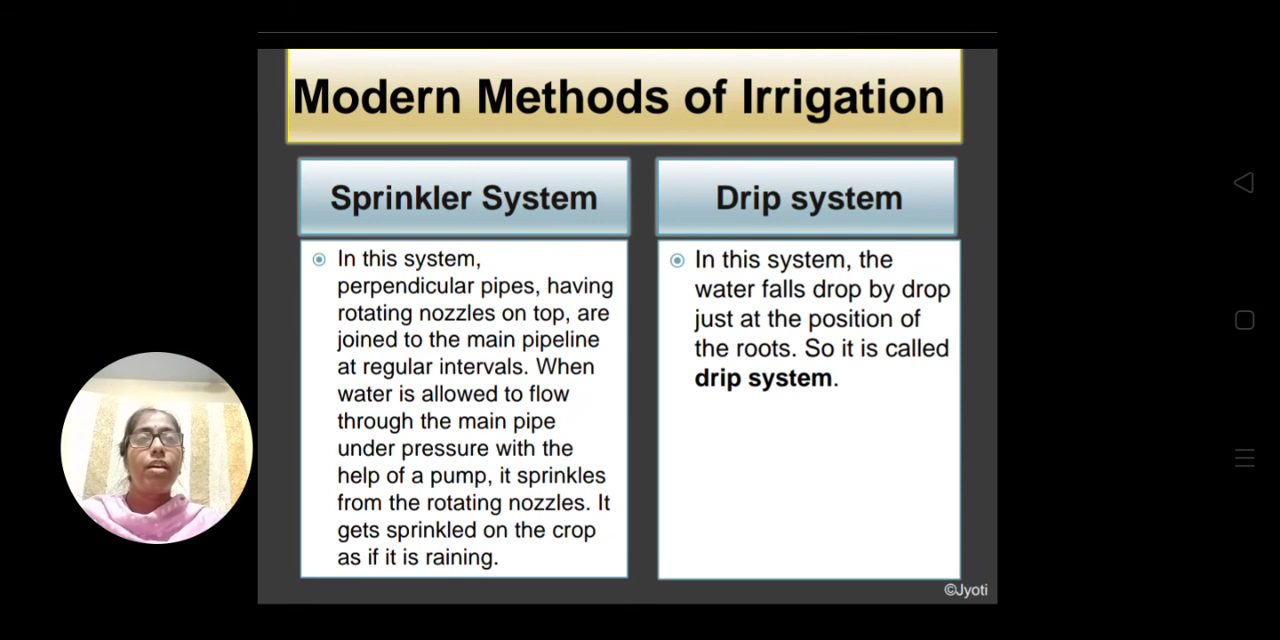 Modern Methods of Irrigation
Sprinkler System
In this system,
perpendicular pipes, having
rotating nozzles on top, are
joined to the main pipeline
at regular intervals. When
water is allowed to flow
through the main pipe
under pressure with the
help of a pump, it sprinkles
from the rotating nozzles. It
gets sprinkled on the crop
as if it is raining.
Drip system
In this system, the
water falls drop by drop
just at the position of
the roots. So it is called
drip system.
©Jyoti